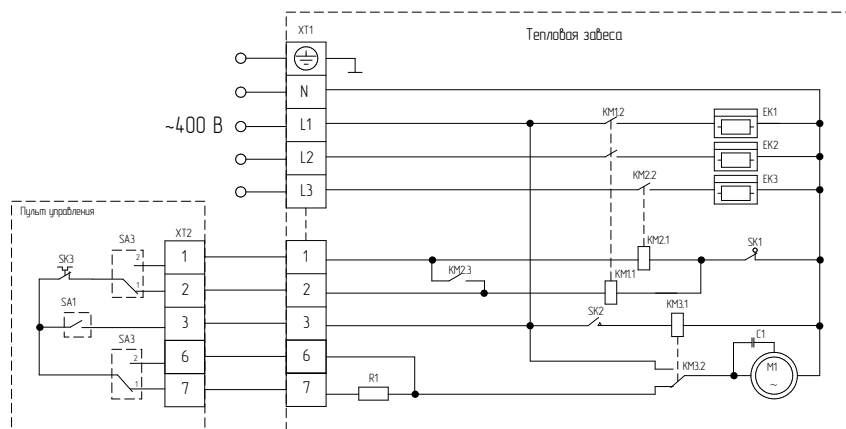 XT1
Тепловая завеса
N
~400 В
L1
KM1.2
EK1
L2
EK2
L3
KM2.2
EK3
Пульт управления
SA3
XT2
SK3
2
1
1
KM2.1
SK1
KM2.3
1
2
2
KM1.1
SA1
3
3
SK2
KM3.1
SA3
2
6
6
C1
M1
~
KM3.2
1
7
7
R1